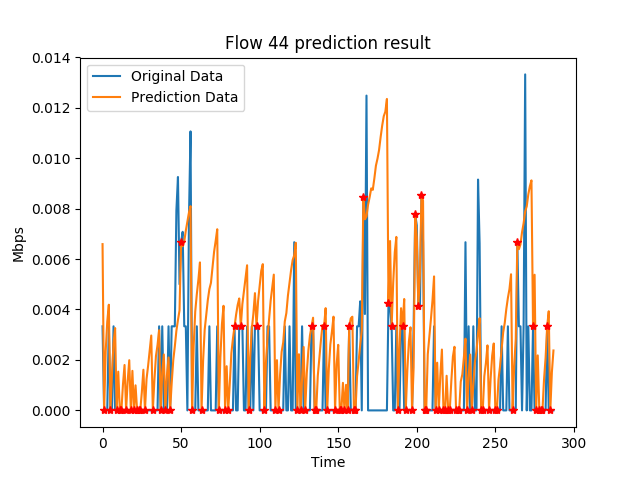 Flow 44 prediction result
0.014
Original Data
Prediction Data
0.012
0.010
0.008
Mbps
0.006
0.004
0.002
0.000
0 50 100 150 200 250 300
Time